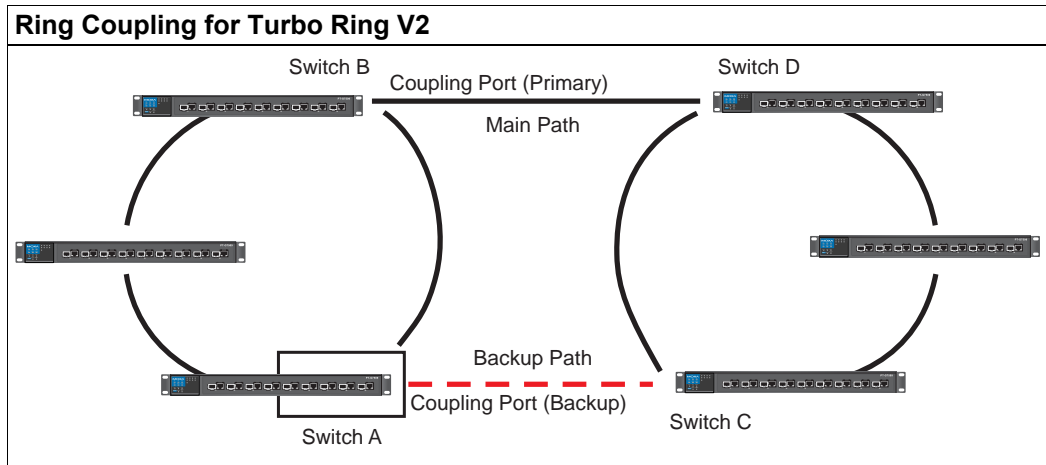 Ring Coupling for Turbo Ring V2
Switch B
Switch D
Coupling Port (Primary)
Main Path
Backup Path
Coupling Port (Backup)
Switch A
Switch C